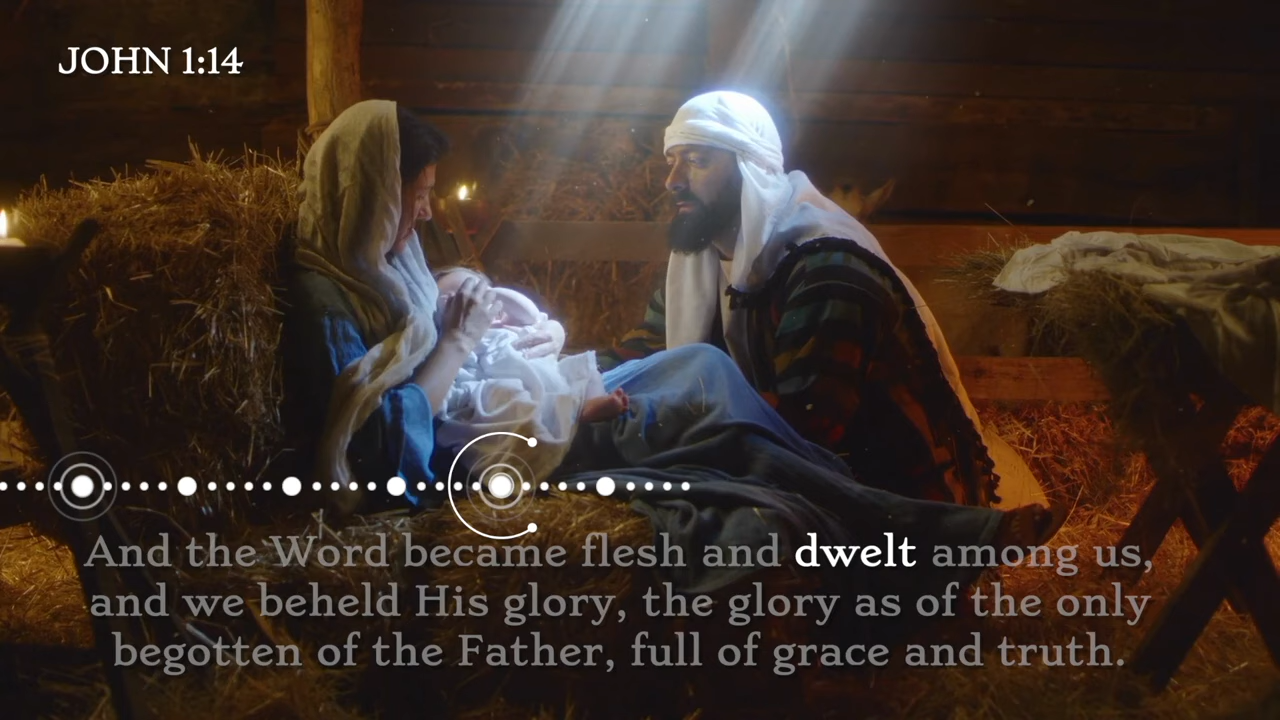 JOHN 1:14
And the Word became flesh and dwelt among us,
and we beheld His glory, the glory as of the only
begotten of the Father, full of grace and truth.